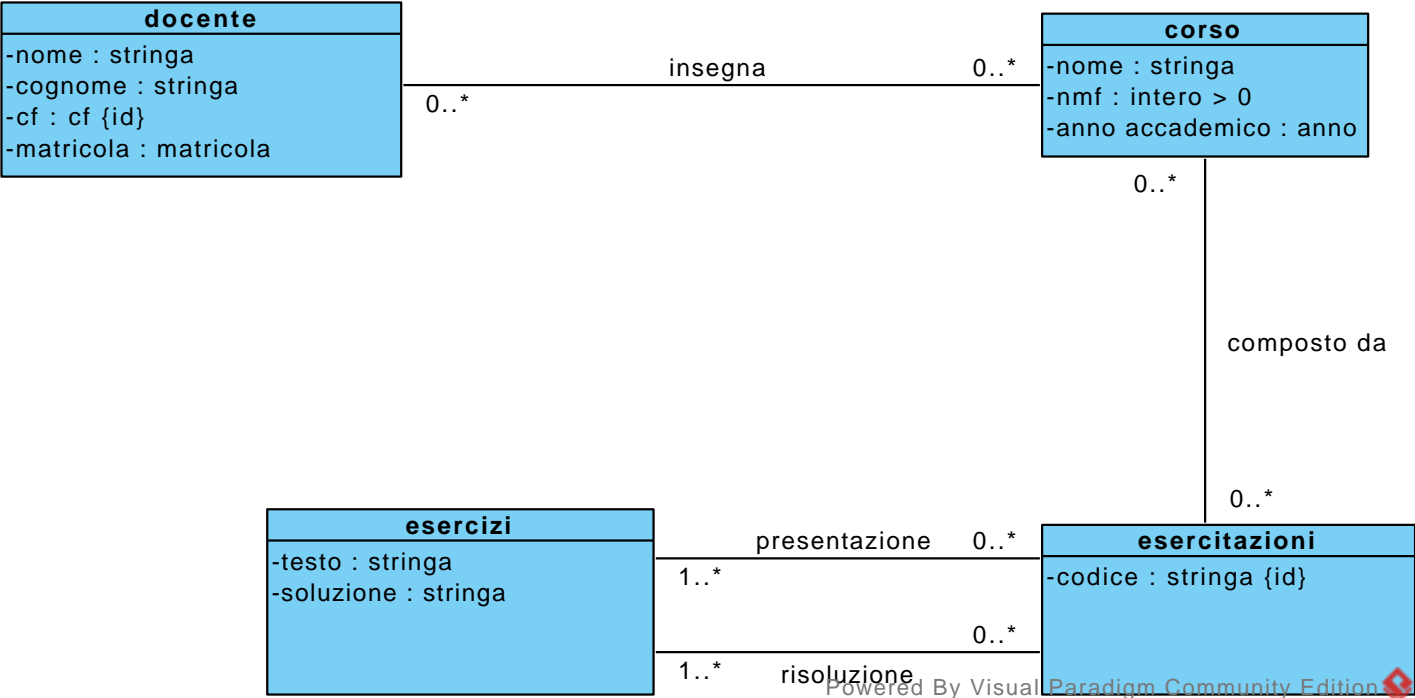 docente
-nome : stringa
-cognome : stringa
-cf : cf {id}
-matricola : matricola
insegna
0..*
0..*
corso
-nome : stringa
-nmf : intero > 0
-anno accademico : anno
0..*
composto da
0..*
esercizi
-testo : stringa
-soluzione : stringa
presentazione
0..*
1..*
0..*
1..*
risoluzione
esercitazioni
-codice : stringa {id}
Powered By Visual Paradigm Community Edition